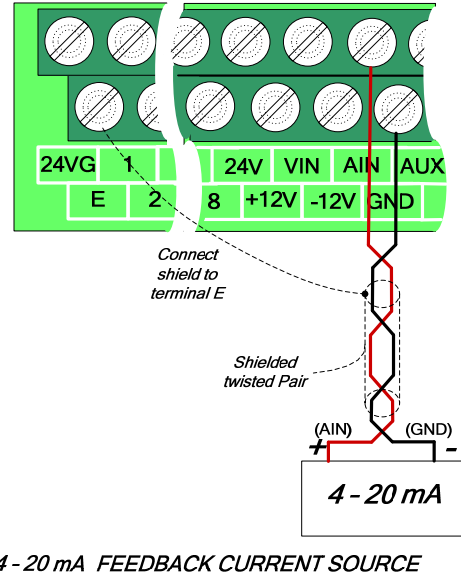 24VG 1 24V VIN AIN AUX
E 2 8 +12V -12V GND
Connect
shield to
terminal E
Shielded
twisted Pair
(AIN) (GND)
+ -
4 - 20 mA
4 - 20 mA FEEDBACK CURRENT SOURCE